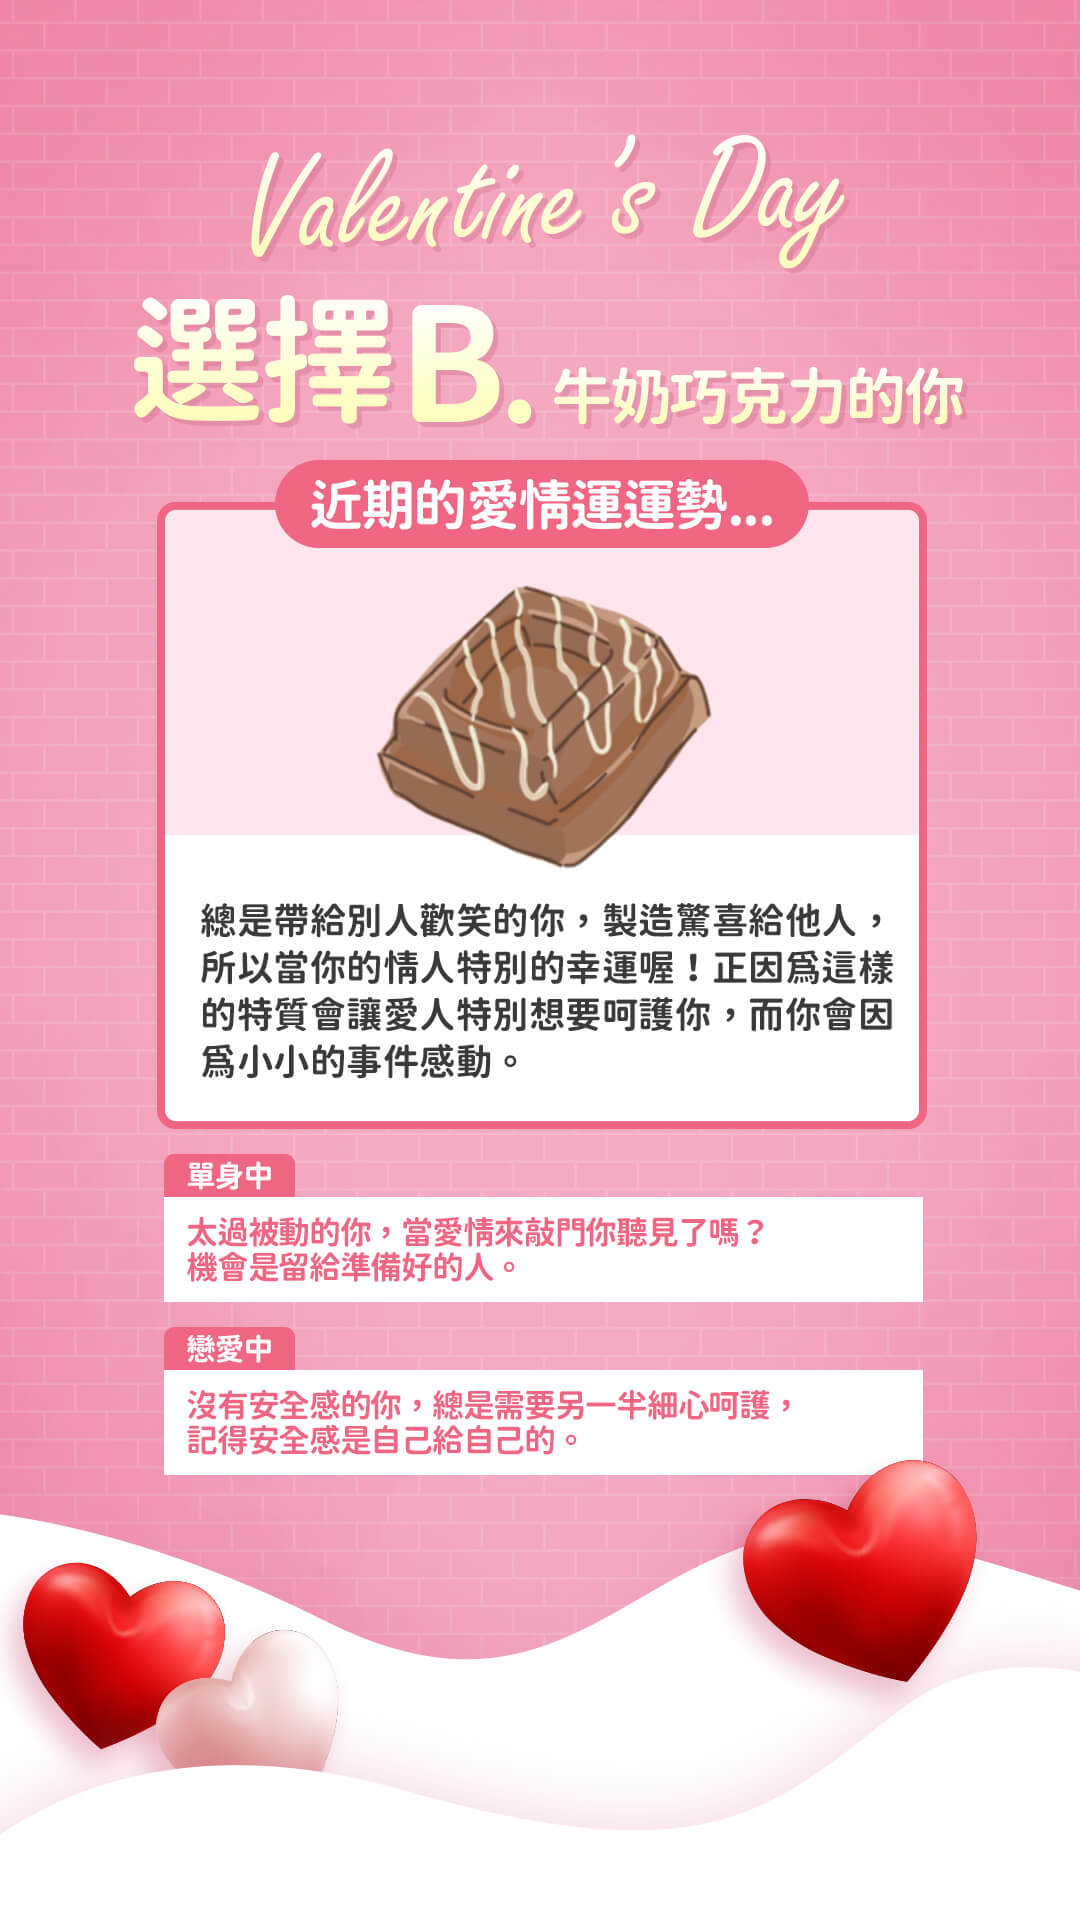 Valentine's Day
選擇B.牛奶巧克力的你
近期的愛情運運勢...
總是帶給別人歡笑的你，製造驚喜給他人，
所以當你的情人特別的幸運喔！正因為這樣
的特質會讓愛人特別想要呵護你，而你會因
為小小的事件感動。
單身中
太過被動的你，當愛情來敲門你聽見了嗎？
機會是留給準備好的人。
戀愛中
沒有安全感的你，總是需要另一半細心呵護，
記得安全感是自己給自己的。